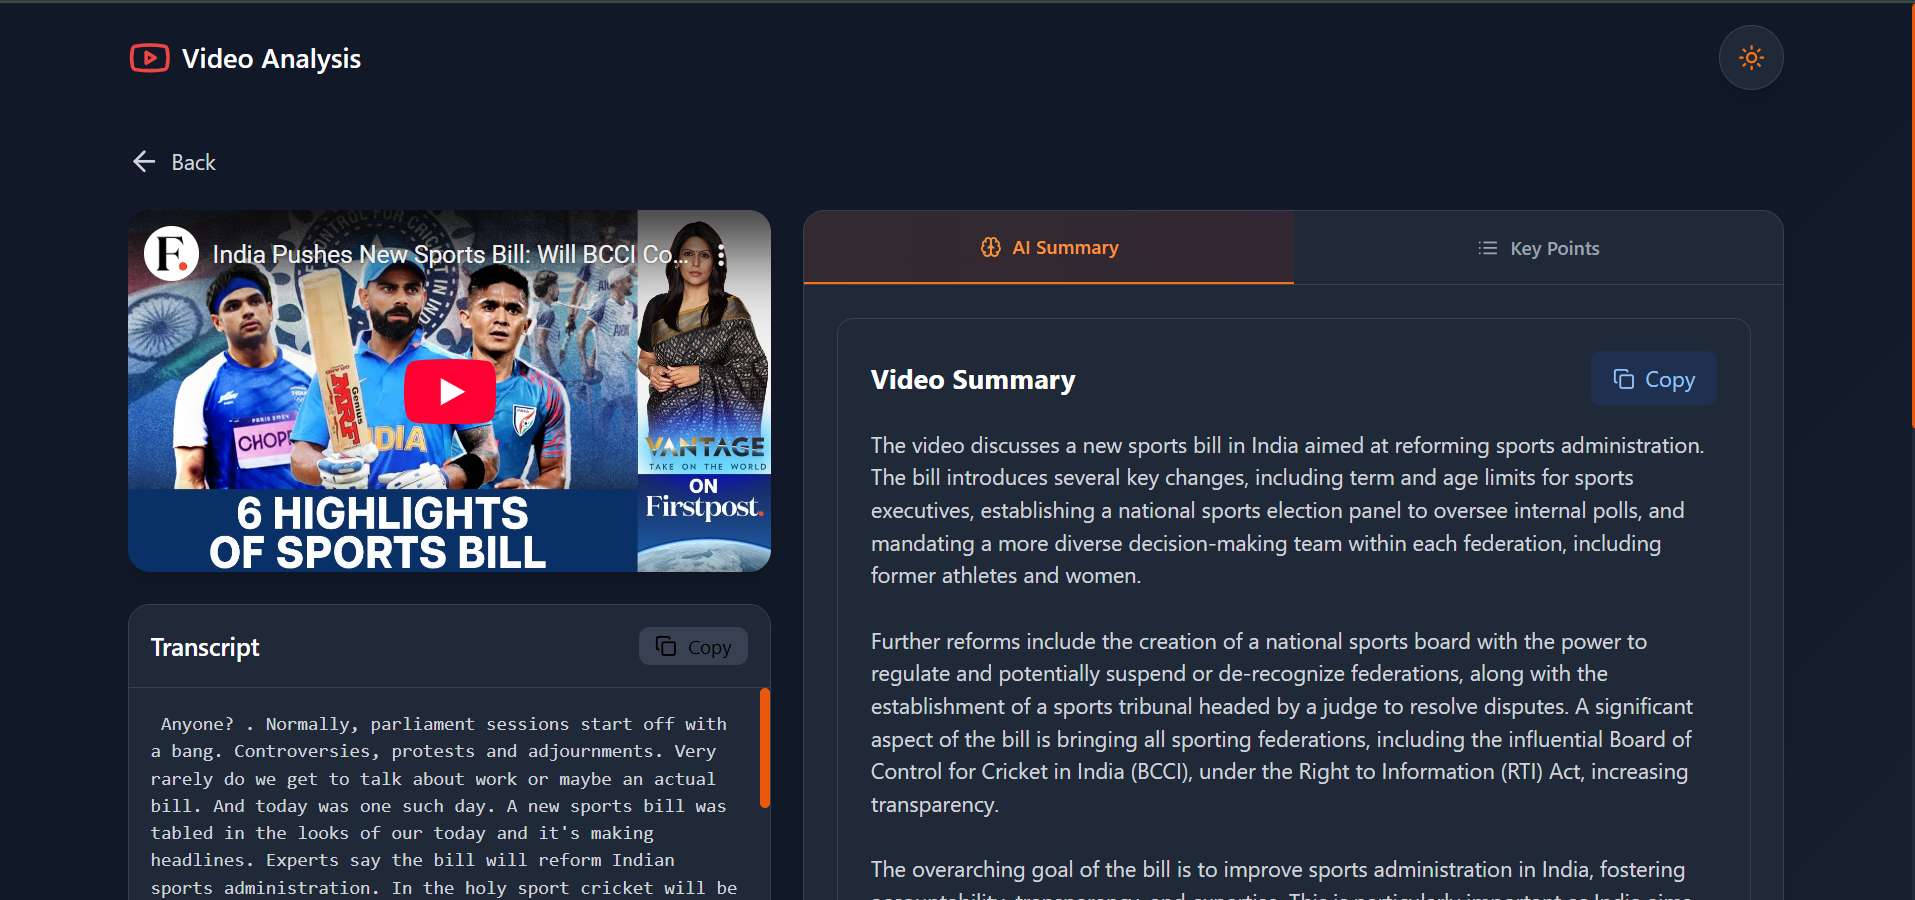 Video Analysis
Back
F.
India Pushes New Sports Bill: Will BCCI Co...
PARIS 2024
CHOP
MRF
Genius
DIA
VANTAGE
TAKE ON THE WORLD
ON
Firstpost.
6 HIGHLIGHTS
OF SPORTS BILL
Transcript
Copy
Anyone? . Normally, parliament sessions start off with
a bang. Controversies, protests and adjournments. Very
rarely do we get to talk about work or maybe an actual
bill. And today was one such day. A new sports bill was
tabled in the looks of our today and it's making
headlines. Experts say the bill will reform Indian
sports administration. In the holy sport cricket will be
AI Summary
Key Points
Video Summary
Copy
The video discusses a new sports bill in India aimed at reforming sports administration.
The bill introduces several key changes, including term and age limits for sports
executives, establishing a national sports election panel to oversee internal polls, and
mandating a more diverse decision-making team within each federation, including
former athletes and women.
Further reforms include the creation of a national sports board with the power to
regulate and potentially suspend or de-recognize federations, along with the
establishment of a sports tribunal headed by a judge to resolve disputes. A significant
aspect of the bill is bringing all sporting federations, including the influential Board of
Control for Cricket in India (BCCI), under the Right to Information (RTI) Act, increasing
transparency.
The overarching goal of the bill is to improve sports administration in India, fostering